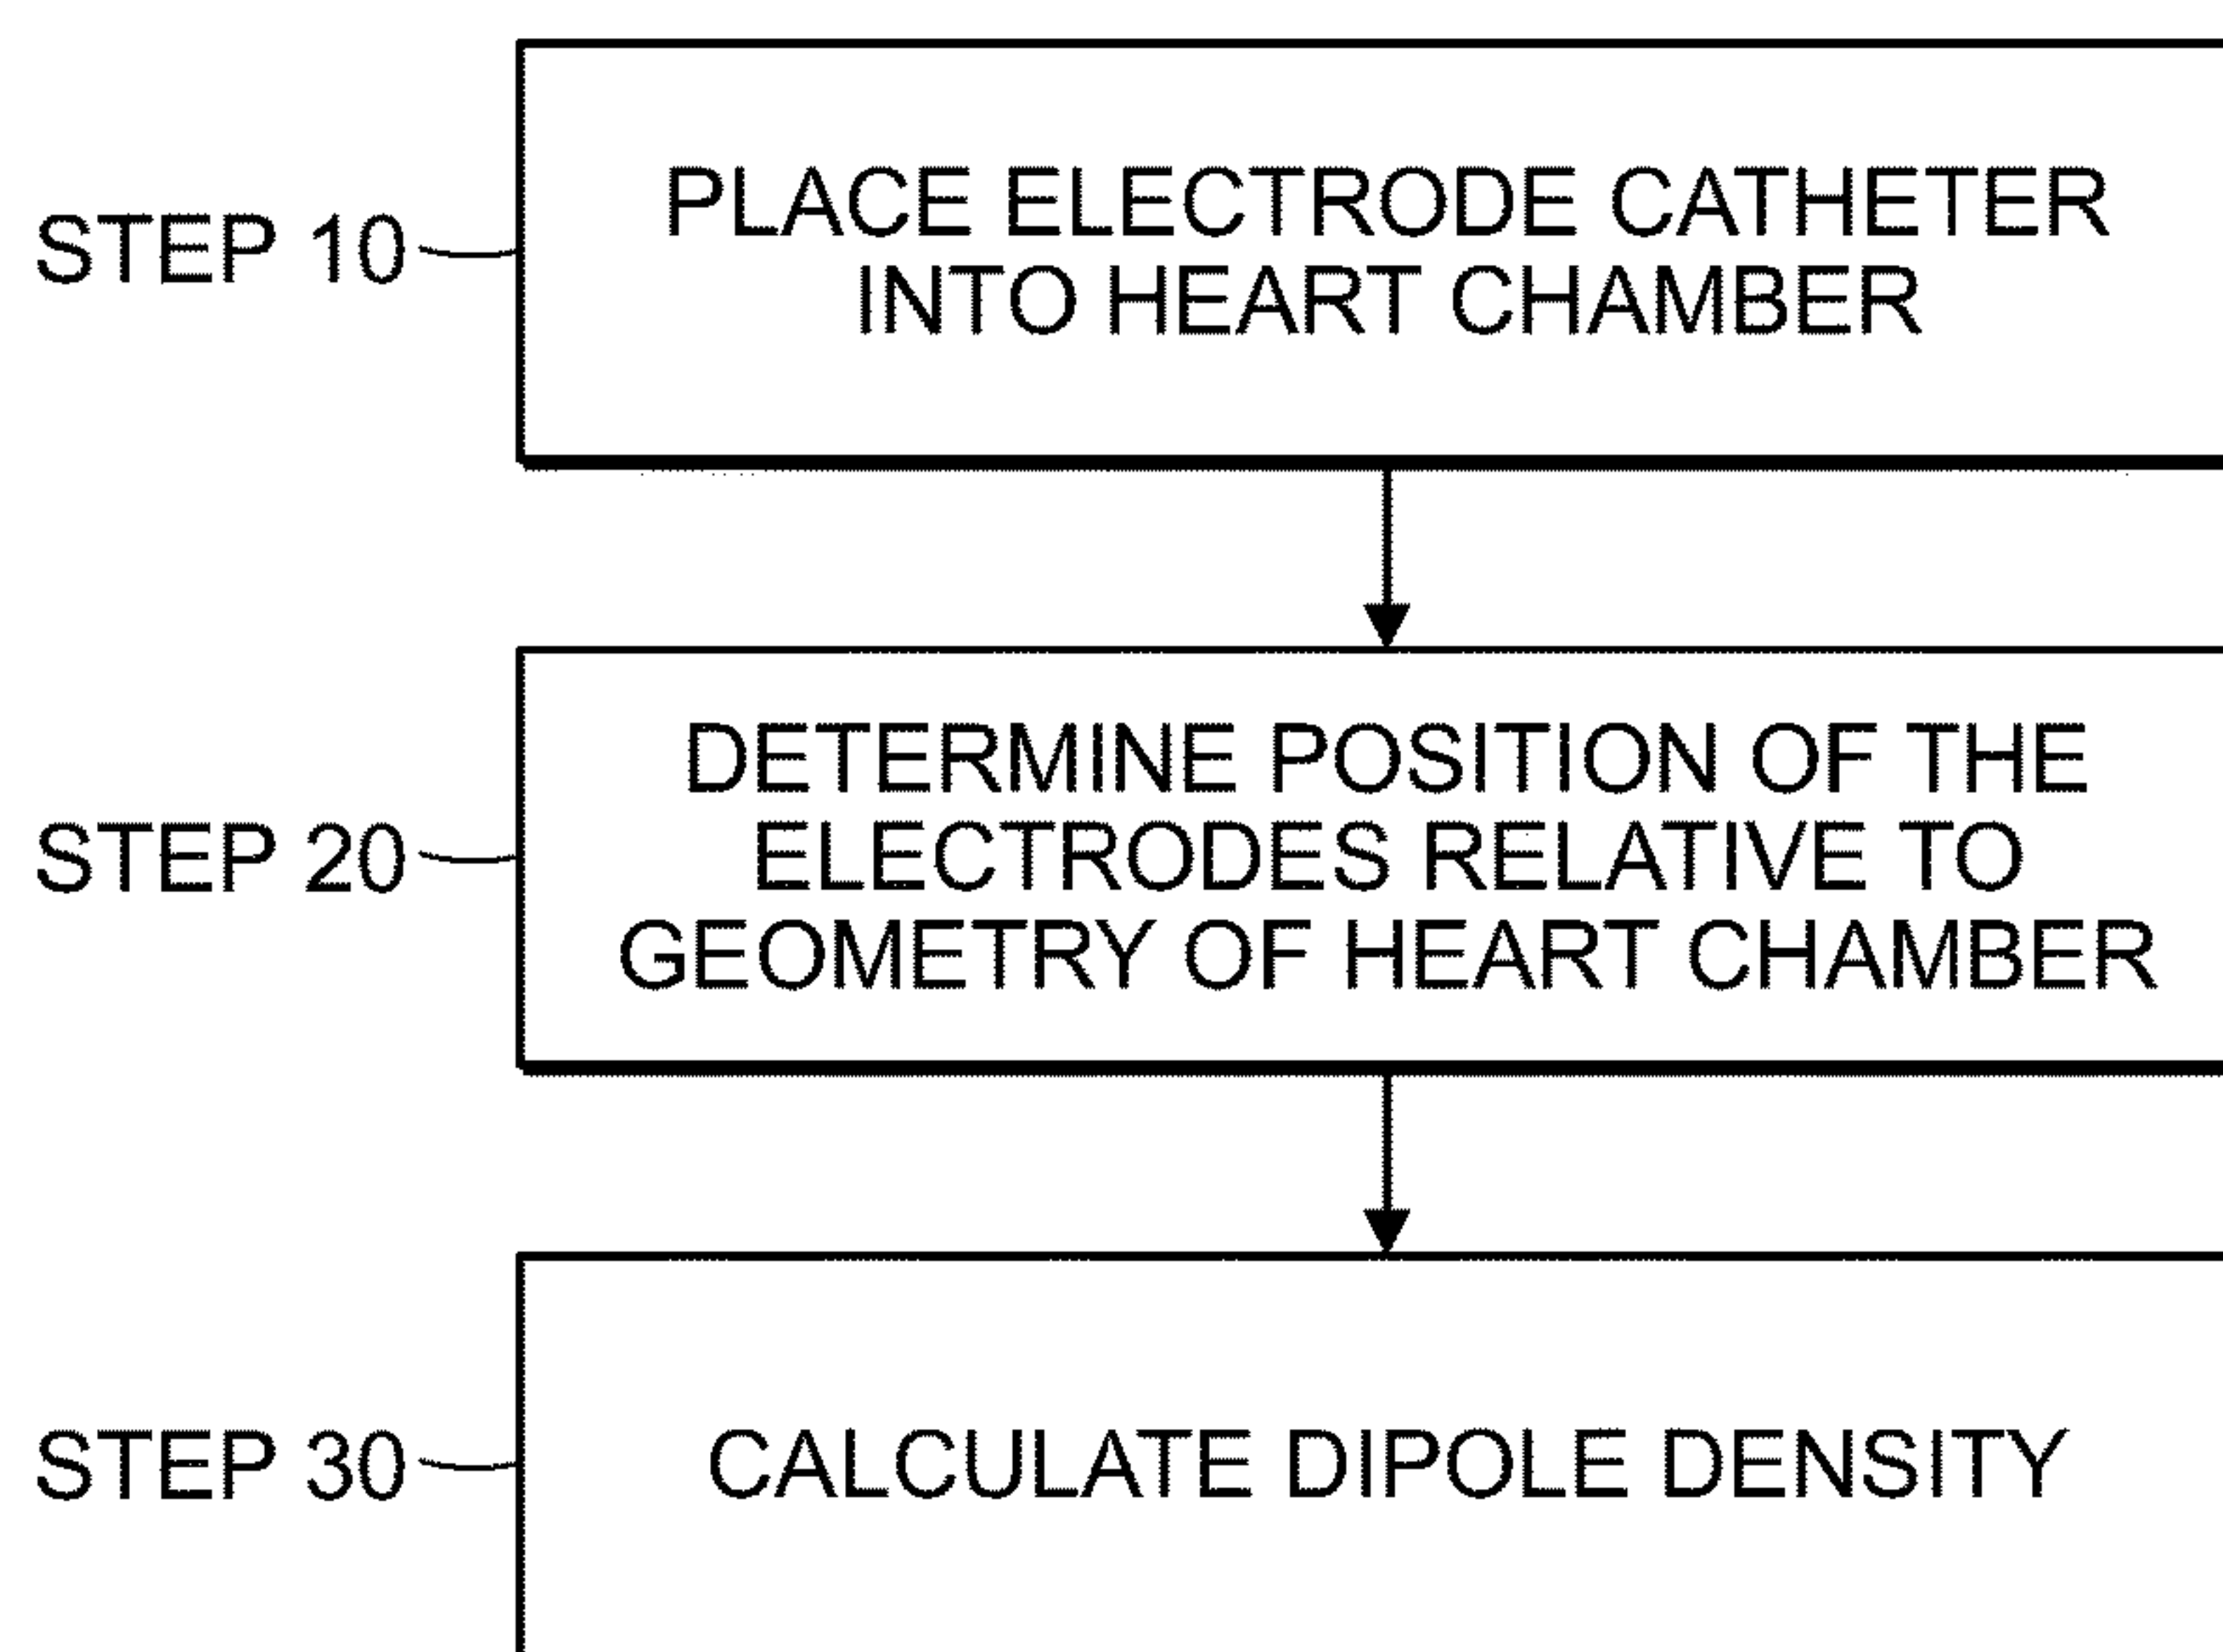 STEP 10
PLACE ELECTRODE CATHETER
INTO HEART CHAMBER
STEP 20
DETERMINE POSITION OF THE
ELECTRODES RELATIVE TO
GEOMETRY OF HEART CHAMBER
STEP 30
CALCULATE DIPOLE DENSITY